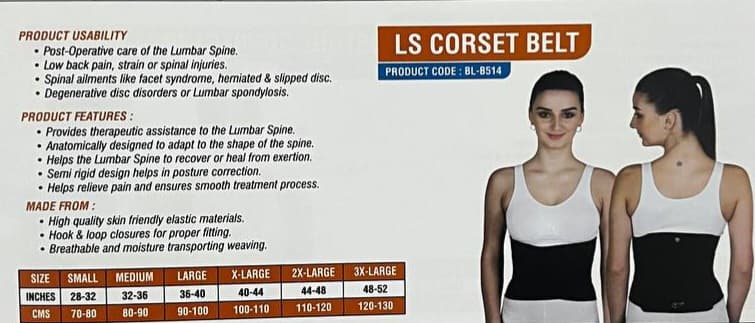 PRODUCT USABILITY
• Post-Operative care of the Lumbar Spine.
• Low back pain, strain or spinal injuries.
• Spinal ailments like facet syndrome, herniated & slipped disc.
• Degenerative disc disorders or Lumbar spondylosis.
PRODUCT FEATURES :
• Provides therapeutic assistance to the Lumbar Spine.
• Anatomically designed to adapt to the shape of the spine.
• Helps the Lumbar Spine to recover or heal from exertion.
• Semi rigid design helps in posture correction.
• Helps relieve pain and ensures smooth treatment process.
MADE FROM :
• High quality skin friendly elastic materials.
• Hook & loop closures for proper fitting.
• Breathable and moisture transporting weaving.
SIZE SMALL MEDIUM LARGE X-LARGE 2X-LARGE 3X-LARGE
INCHES 28-32 32-36 36-40 40-44 44-48 48-52
CMS 70-80 80-90 90-100 100-110 110-120 120-130
LS CORSET BELT
PRODUCT CODE : BL-B514